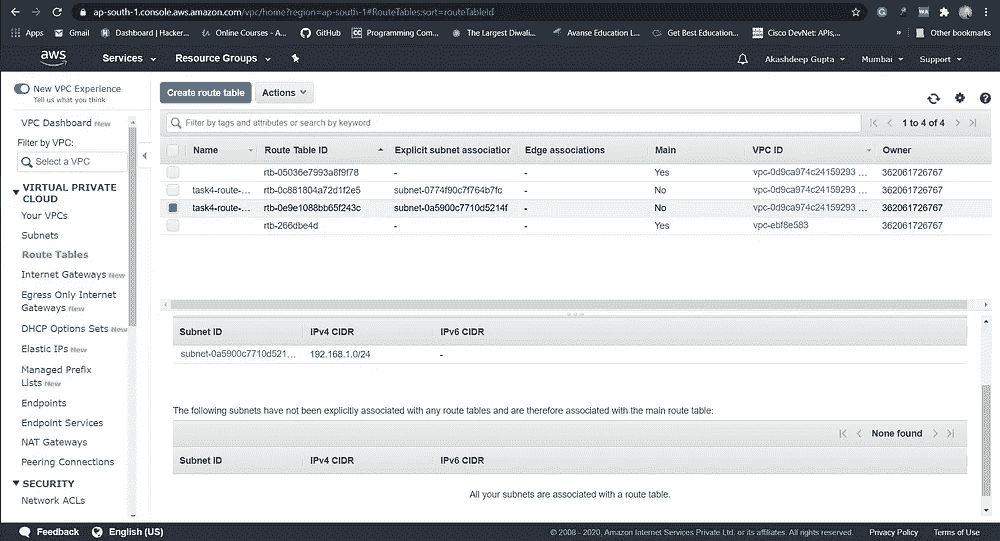 ap-south-1.console.aws.amazon.com/vpc/home?region=ap-south-1#RouteTables:sort=routeTableId
Apps Gmail Dashboard | Hacker... Online Courses - A... GitHub Programming Com... The Largest Diwali... Avanse Education L... Get Best Education... Cisco DevNet: APIs,... » Other bookmarks
aws Services Resource Groups Akashdeep Gupta Mumbai Support
New VPC Experience
Tell us what you think
Create route table Actions
VPC Dashboard New
Filter by VPC:
Select a VPC
Filter by tags and attributes or search by keyword
1 to 4 of 4
Name Route Table ID Explicit subnet association Edge associations Main VPC ID Owner
rtb-05036e7993a8f9f78 - - Yes vpc-0d9ca974c24159293 ... 362061726767
task4-route-... rtb-0c881804a72d1f2e5 subnet-0774f90c7f764b7fc - No vpc-0d9ca974c24159293 ... 362061726767
task4-route-... rtb-0e9e1088bb65f243c subnet-0a5900c7710d5214f - No vpc-0d9ca974c24159293 ... 362061726767
rtb-266dbe4d - - Yes vpc-ebf8e583 362061726767
VIRTUAL PRIVATE
CLOUD
Your VPCs
Subnets
Route Tables
Internet Gateways New
Egress Only Internet
Gateways New
DHCP Options Sets New
Elastic IPs New
Managed Prefix
Lists New
Endpoints
Endpoint Services
NAT Gateways
Peering Connections
SECURITY
Network ACLs
Subnet ID IPv4 CIDR IPv6 CIDR
subnet-0a5900c7710d521... 192.168.1.0/24 -
The following subnets have not been explicitly associated with any route tables and are therefore associated with the main route table:
None found
Subnet ID IPv4 CIDR IPv6 CIDR
All your subnets are associated with a route table.
Feedback English (US) © 2008 - 2020, Amazon Internet Services Private Ltd. or its affiliates. All rights reserved. Privacy Policy Terms of Use